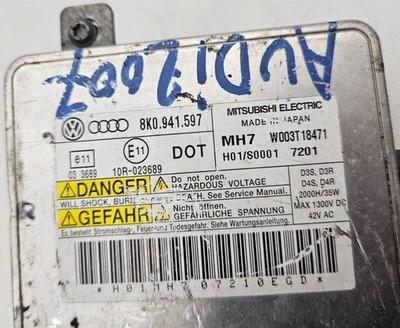 AUDI 2007
8K0.941.597
MITSUBISHI ELECTRIC
MADE IN JAPAN
MH7 W003T18471
H01/S0001 7201
e11
E11
DOT
03 3689
10R-023689
DANGER
Do not open.
HAZARDOUS VOLTAGE
WILL SHOCK, BURN See Service Manual.
GEFAHR
Nicht öffnen.
GEFÄHRLICHE SPANNUNG
Es besteht Stromschlag-, Feuer-und Todesgefahr. Siehe Wartungsanleitung.
D3S, D3R
D4S, D4R
2000H/35W
MAX 1300V DC
42V AC
*H01MH707210EGD*